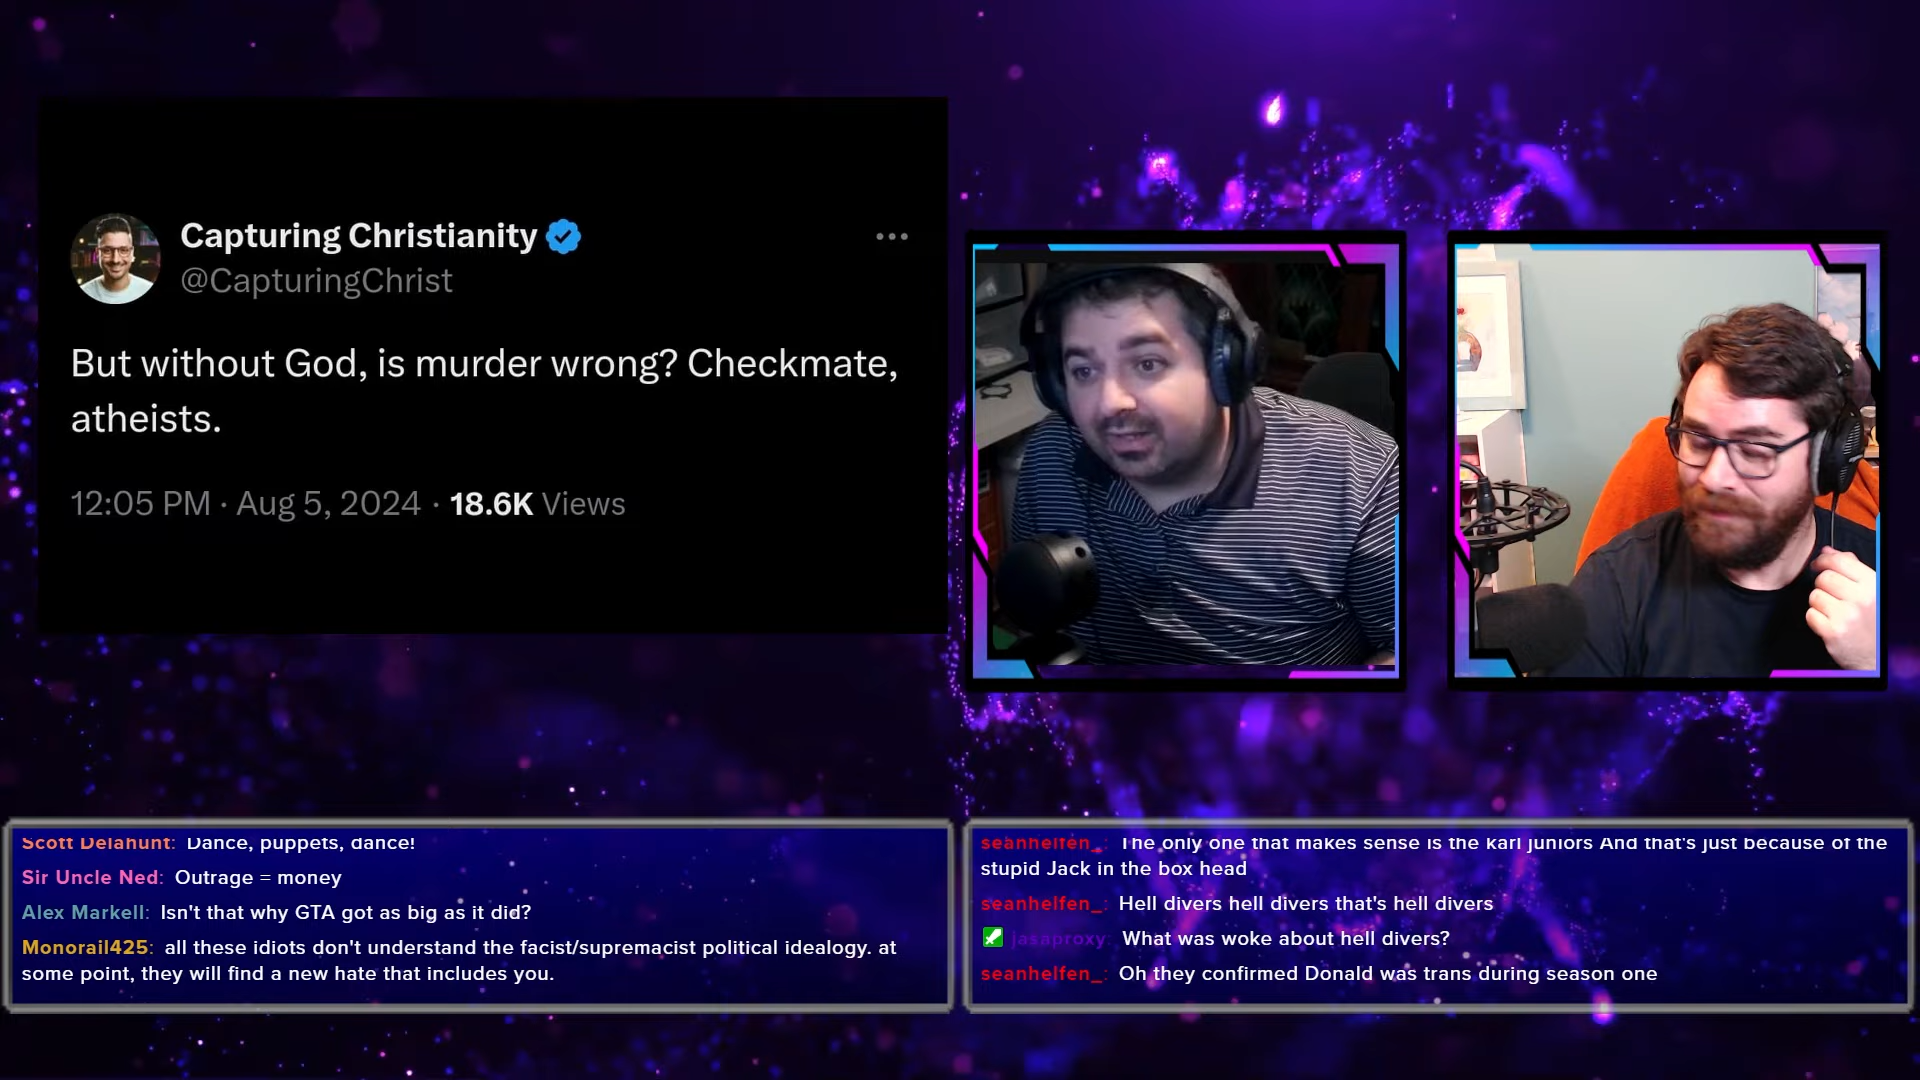 Capturing Christianity
@CapturingChrist
But without God, is murder wrong? Checkmate,
atheists.
12:05 PM · Aug 5, 2024 · 18.6K Views
Scott Delahunt: Dance, puppets, dance!
Sir Uncle Ned: Outrage = money
Alex Markell: Isn't that why GTA got as big as it did?
Monorail425: all these idiots don't understand the facist/supremacist political idealogy. at
some point, they will find a new hate that includes you.
seanhelfen_: The only one that makes sense is the karl juniors And that's just because of the
stupid Jack in the box head
seanhelfen_: Hell divers hell divers that's hell divers
jasaproxy: What was woke about hell divers?
seanhelfen_: Oh they confirmed Donald was trans during season one